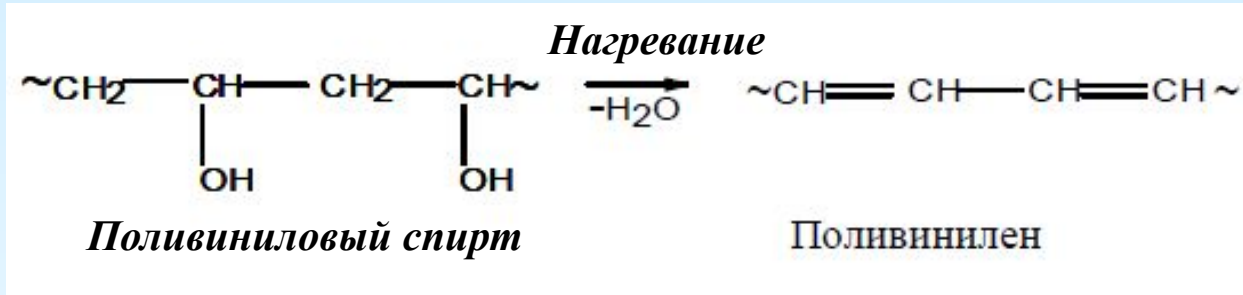 Нагревание
~CH2—CH—CH2—CH~ -H2O ~CH=CH—CH=CH~
OH OH
Поливиниловый спирт Поливинилен